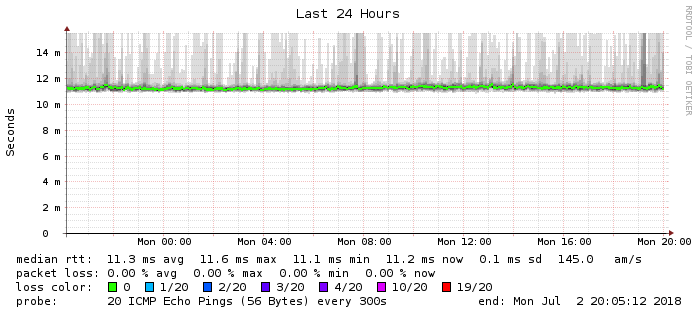 Last 24 Hours
RRDTOOL / TOBI OETIKER
Seconds
14 m
12 m
10 m
8 m
6 m
4 m
2 m
0
Mon 00:00 Mon 04:00 Mon 08:00 Mon 12:00 Mon 16:00 Mon 20:00
median rtt: 11.3 ms avg 11.6 ms max 11.1 ms min 11.2 ms now 0.1 ms sd 145.0 am/s
packet loss: 0.00 % avg 0.00 % max 0.00 % min 0.00 % now
loss color: 0 1/20 2/20 3/20 4/20 10/20 19/20
probe: 20 ICMP Echo Pings (56 Bytes) every 300s end: Mon Jul 2 20:05:12 2018